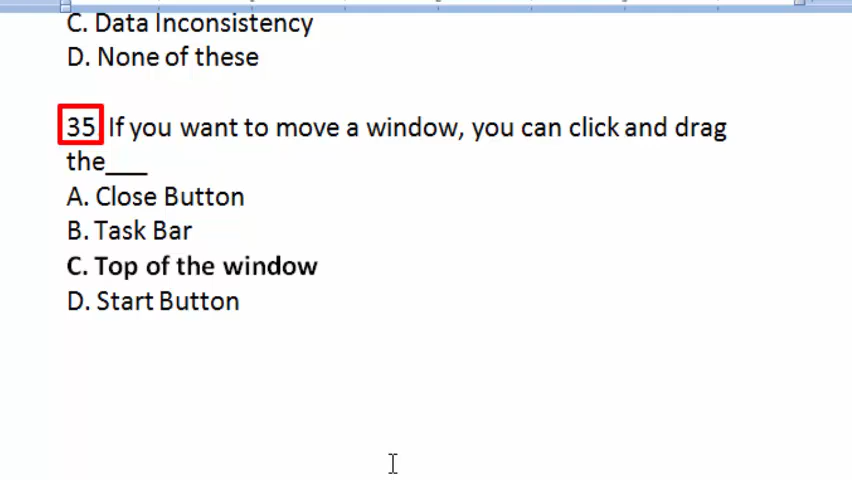 C. Data Inconsistency
D. None of these
35 If you want to move a window, you can click and drag
the___
A. Close Button
B. Task Bar
C. Top of the window
D. Start Button